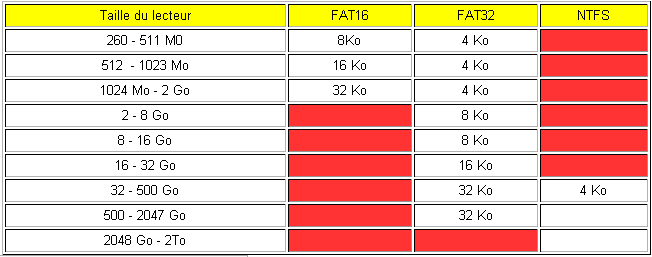 Taille du lecteur FAT16 FAT32 NTFS
260 - 511 M0 8Ko 4 Ko
512 - 1023 Mo 16 Ko 4 Ko
1024 Mo - 2 Go 32 Ko 4 Ko
2 - 8 Go 8 Ko
8 - 16 Go 8 Ko
16 - 32 Go 16 Ko
32 - 500 Go 32 Ko 4 Ko
500 - 2047 Go 32 Ko
2048 Go - 2To